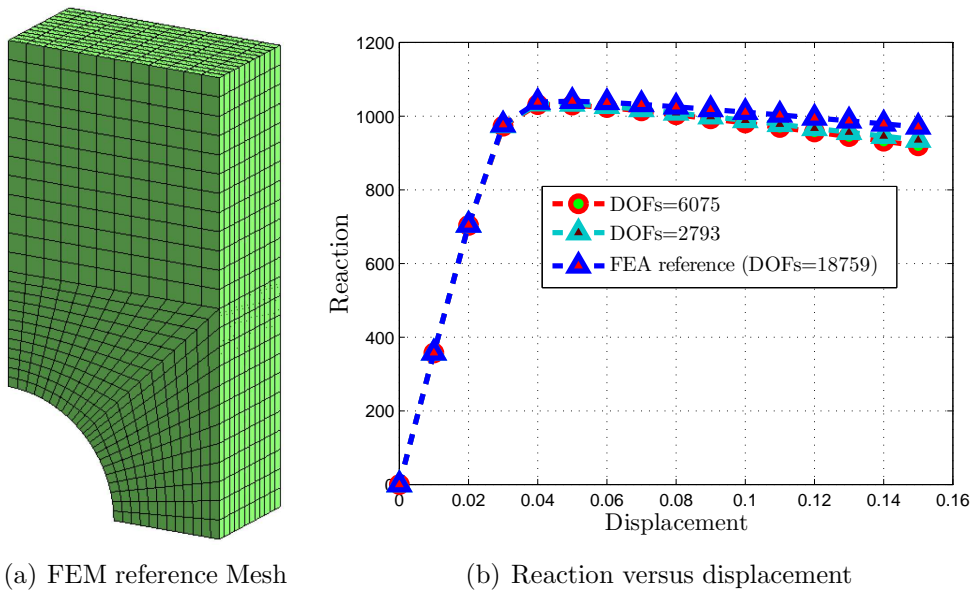 1200
1000
800
600
400
200
0
0
0.02
0.04
0.06
0.08
0.1
0.12
0.14
0.16
Reaction
Displacement
DOFs=6075
DOFs=2793
FEA reference (DOFs=18759)
(a) FEM reference Mesh
(b) Reaction versus displacement